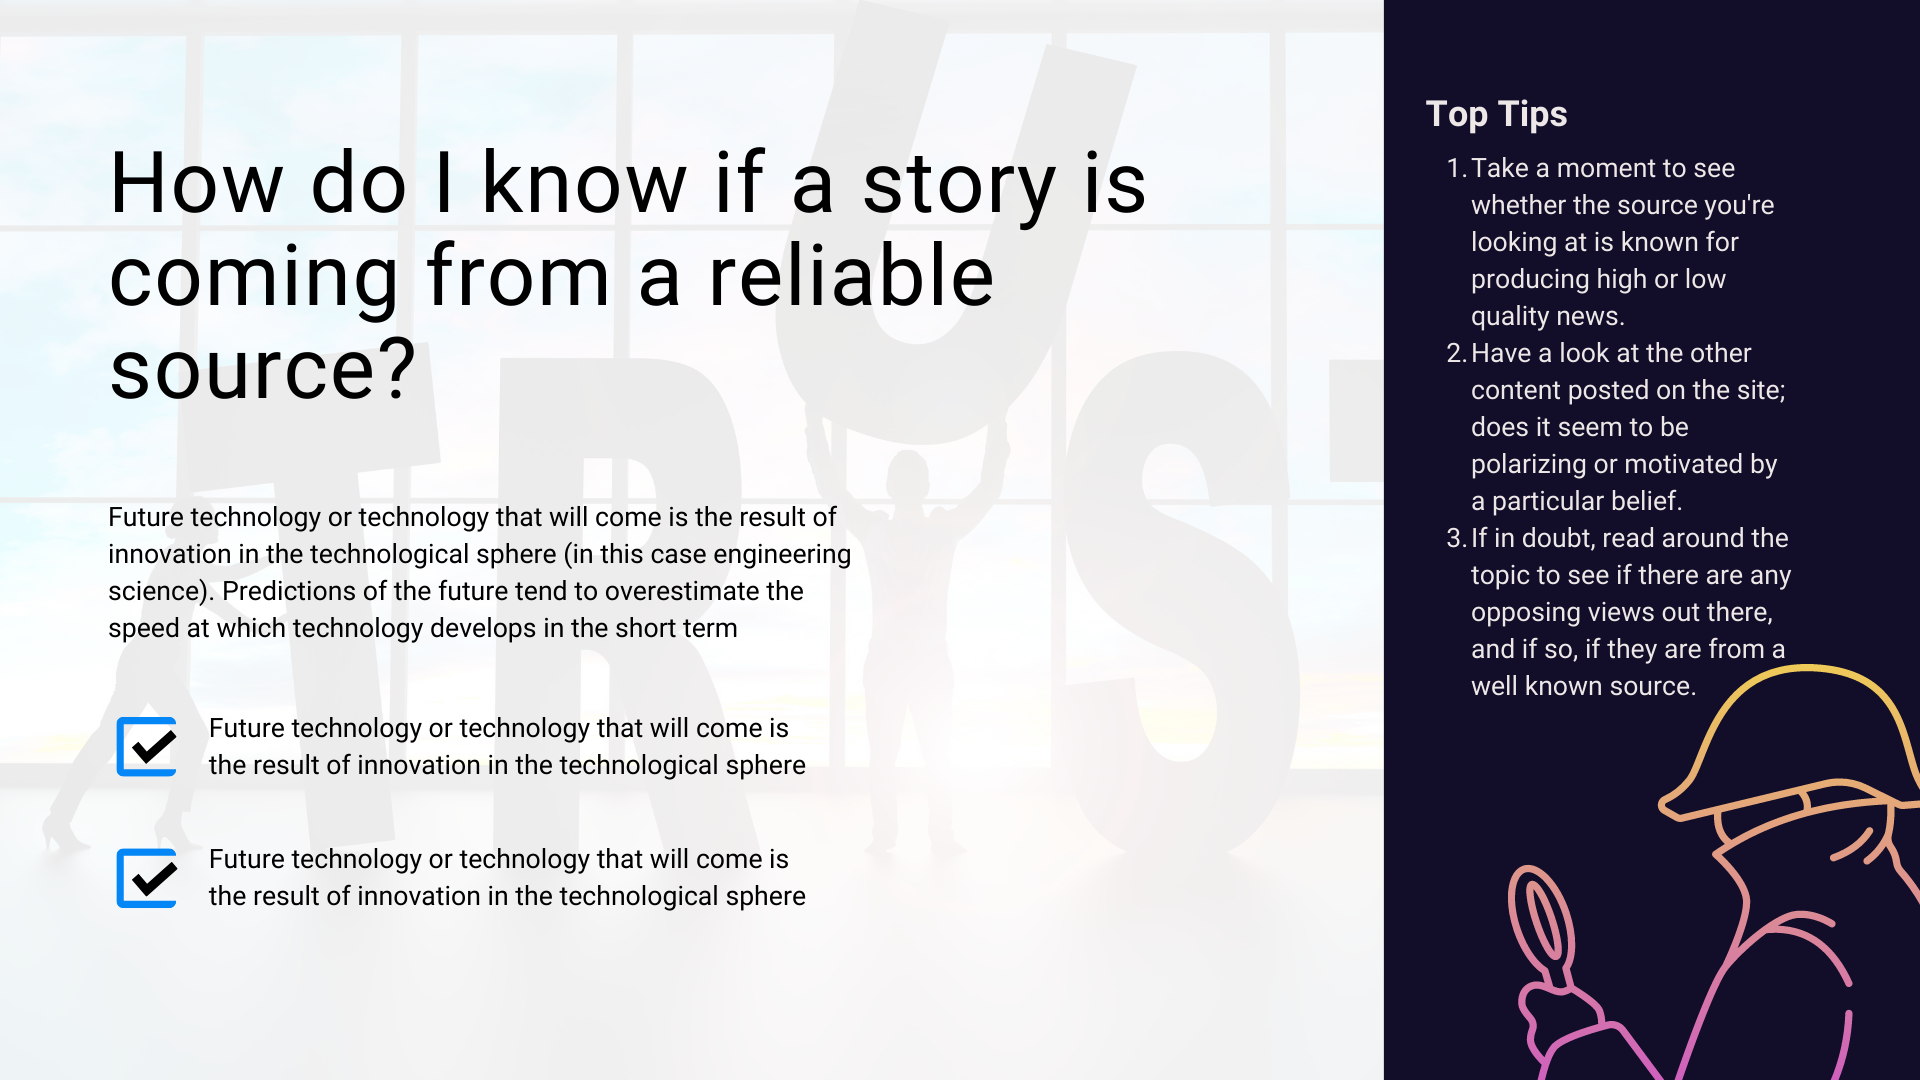 How do I know if a story is
coming from a reliable
source?
Future technology or technology that will come is the result of
innovation in the technological sphere (in this case engineering
science). Predictions of the future tend to overestimate the
speed at which technology develops in the short term
Future technology or technology that will come is
the result of innovation in the technological sphere
Future technology or technology that will come is
the result of innovation in the technological sphere
TRUST
Top Tips
1. Take a moment to see
whether the source you're
looking at is known for
producing high or low
quality news.
2. Have a look at the other
content posted on the site;
does it seem to be
polarizing or motivated by
a particular belief.
3. If in doubt, read around the
topic to see if there are any
opposing views out there,
and if so, if they are from a
well known source.